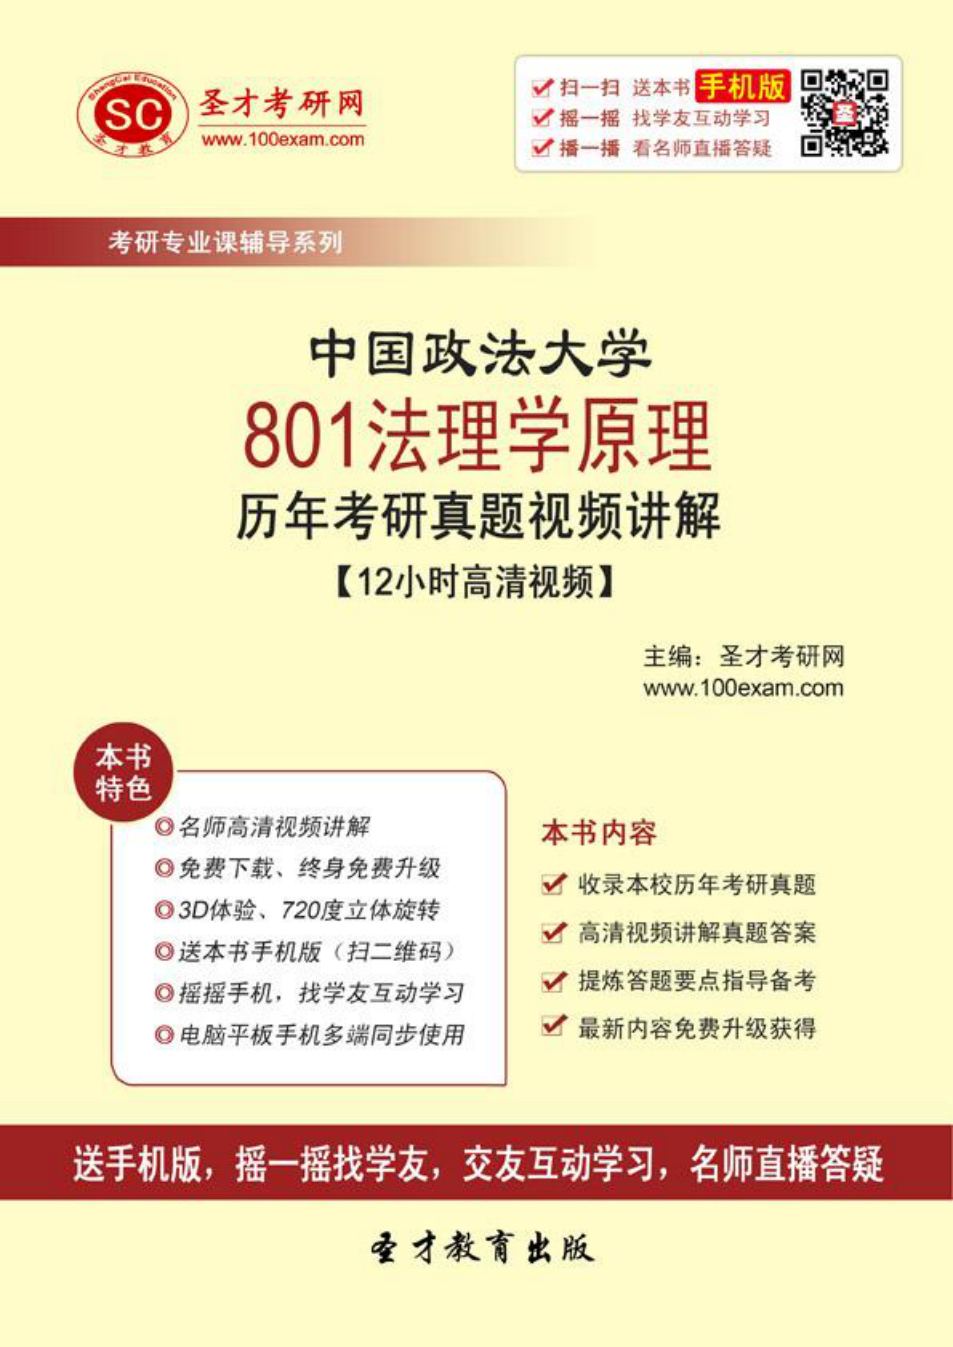 ShengCai Education
SC
圣才教育
圣才考研网
www.100exam.com
扫一扫 送本书 手机版
摇一摇 找学友互动学习
播一播 看名师直播答疑
圣
考研专业课辅导系列
中国政法大学
801法理学原理
历年考研真题视频讲解
【12小时高清视频】
主编：圣才考研网
www.100exam.com
本书
特色
◎名师高清视频讲解
◎免费下载、终身免费升级
◎3D体验、720度立体旋转
◎送本书手机版（扫二维码）
◎摇摇手机，找学友互动学习
◎电脑平板手机多端同步使用
本书内容
收录本校历年考研真题
高清视频讲解真题答案
提炼答题要点指导备考
最新内容免费升级获得
送手机版，摇一摇找学友，交友互动学习，名师直播答疑
圣才教育出版